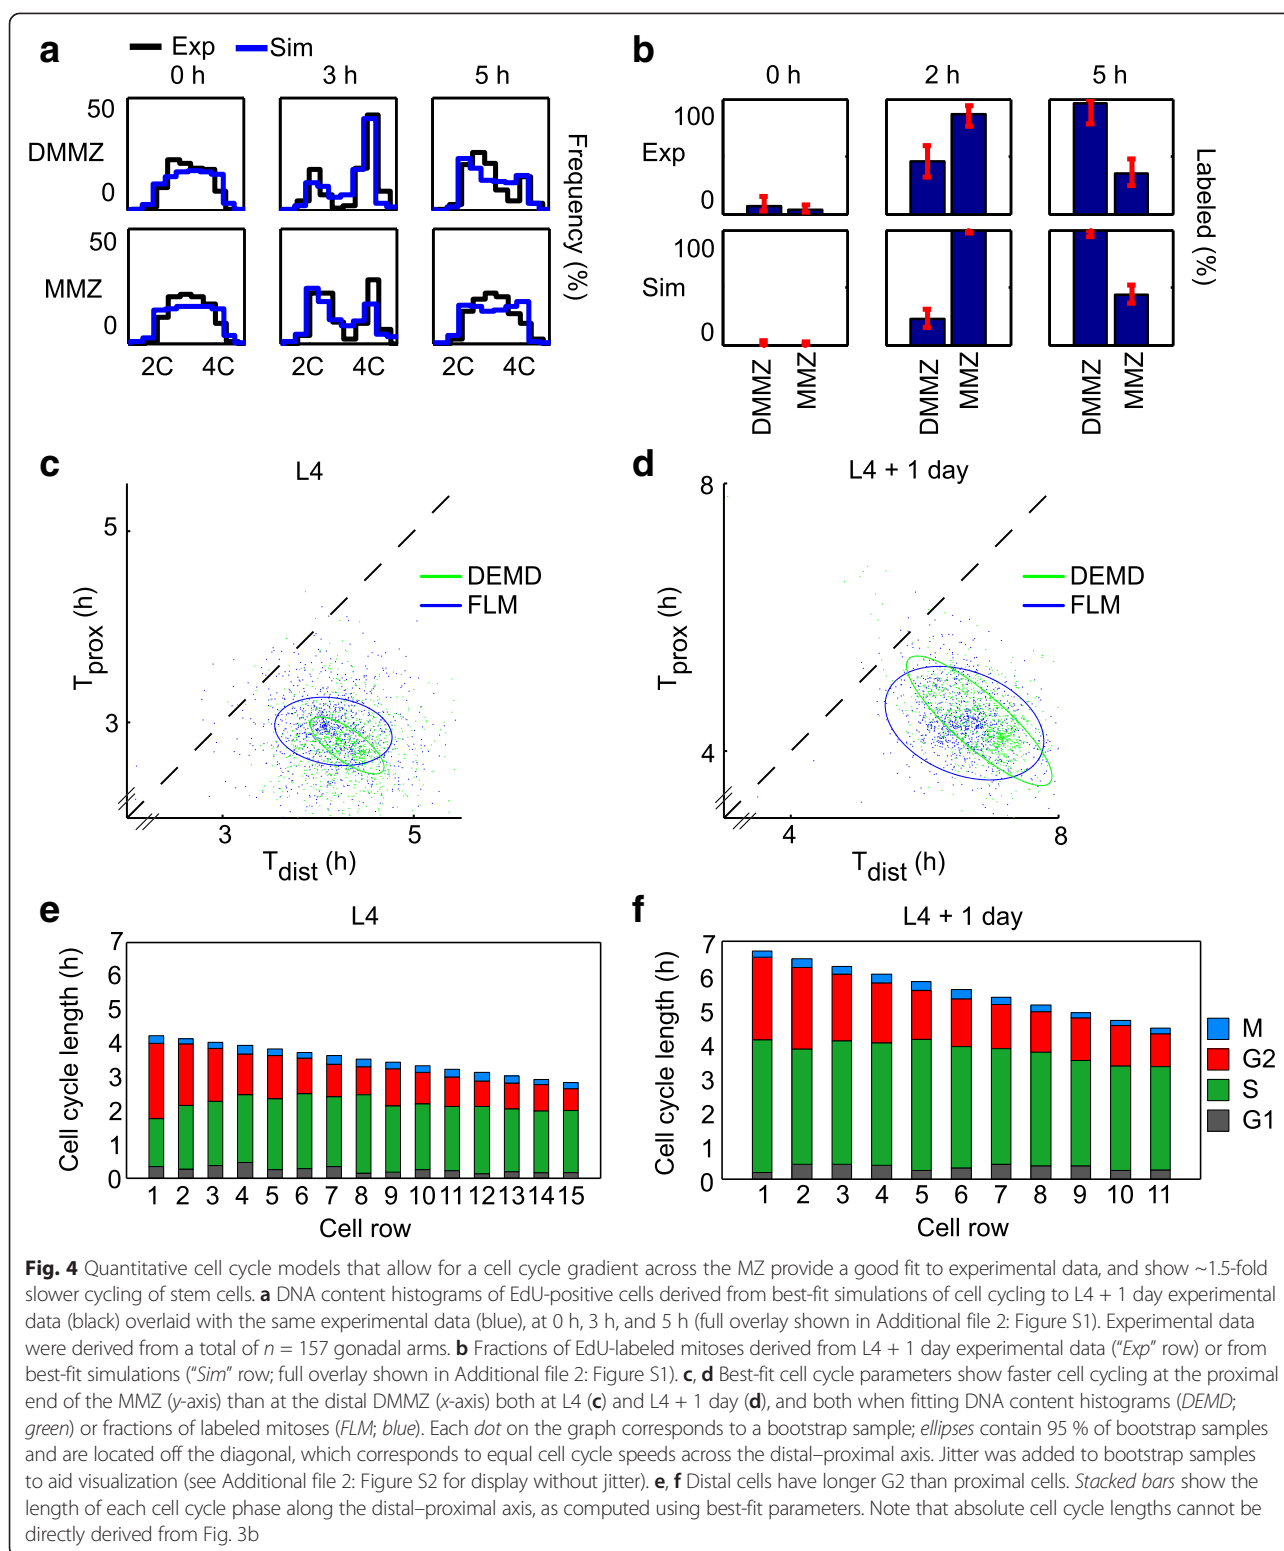 a
Exp Sim
0 h 3 h 5 h
DMMZ
50
0
MMZ
50
0
2C 4C 2C 4C 2C 4C
Frequency (%)
b
0 h 2 h 5 h
Exp
100
0
Sim
100
0
DMMZ MMZ DMMZ MMZ DMMZ MMZ
Labeled (%)
c
L4
5
3
Tprox (h)
DEMD
FLM
3 5
Tdist (h)
d
L4 + 1 day
8
4
Tprox (h)
DEMD
FLM
4 8
Tdist (h)
e
L4
7
6
5
4
3
2
1
0
Cell cycle length (h)
1 2 3 4 5 6 7 8 9 10 11 12 13 14 15
Cell row
f
L4 + 1 day
7
6
5
4
3
2
1
0
Cell cycle length (h)
1 2 3 4 5 6 7 8 9 10 11
Cell row
M
G2
S
G1
Fig. 4 Quantitative cell cycle models that allow for a cell cycle gradient across the MZ provide a good fit to experimental data, and show ~1.5-fold
slower cycling of stem cells. a DNA content histograms of EdU-positive cells derived from best-fit simulations of cell cycling to L4 + 1 day experimental
data (black) overlaid with the same experimental data (blue), at 0 h, 3 h, and 5 h (full overlay shown in Additional file 2: Figure S1). Experimental data
were derived from a total of n = 157 gonadal arms. b Fractions of EdU-labeled mitoses derived from L4 + 1 day experimental data ("Exp" row) or from
best-fit simulations ("Sim" row; full overlay shown in Additional file 2: Figure S1). c, d Best-fit cell cycle parameters show faster cell cycling at the proximal
end of the MMZ (y-axis) than at the distal DMMZ (x-axis) both at L4 (c) and L4 + 1 day (d), and both when fitting DNA content histograms (DEMD;
green) or fractions of labeled mitoses (FLM; blue). Each dot on the graph corresponds to a bootstrap sample; ellipses contain 95 % of bootstrap samples
and are located off the diagonal, which corresponds to equal cell cycle speeds across the distal–proximal axis. Jitter was added to bootstrap samples
to aid visualization (see Additional file 2: Figure S2 for display without jitter). e, f Distal cells have longer G2 than proximal cells. Stacked bars show the
length of each cell cycle phase along the distal–proximal axis, as computed using best-fit parameters. Note that absolute cell cycle lengths cannot be
directly derived from Fig. 3b